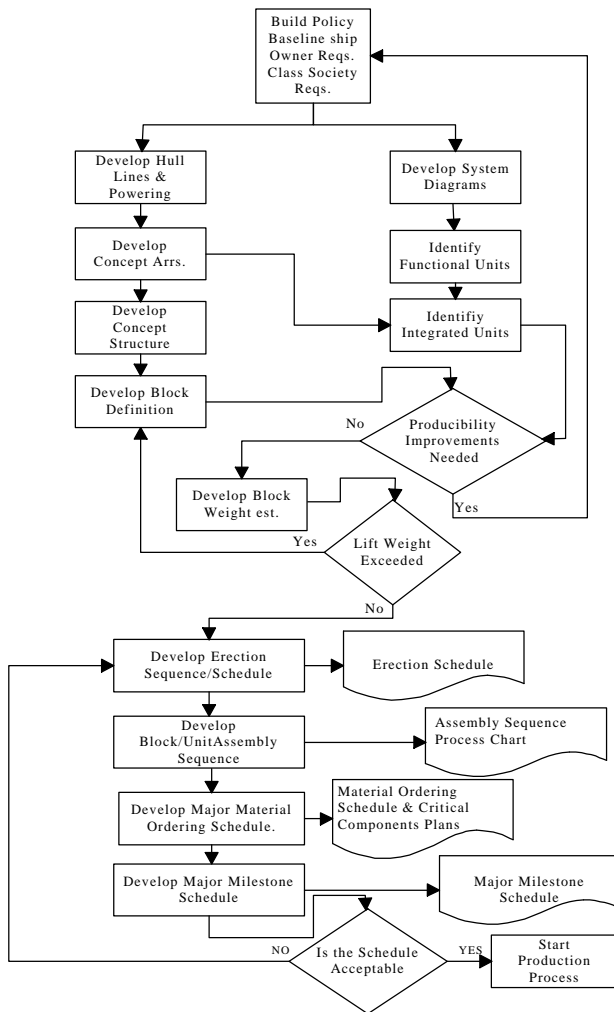 Build Policy
Baseline ship
Owner Reqs.
Class Society
Reqs.
Develop Hull
Lines &
Powering
Develop System
Diagrams
Develop
Concept Arrs.
Identify
Functional Units
Develop
Concept
Structure
Identifiy
Integrated Units
Develop Block
Definition
No
Producibility
Improvements
Needed
Develop Block
Weight est.
Yes
Yes
Lift Weight
Exceeded
No
Develop Erection
Sequence/Schedule
Erection Schedule
Develop
Block/UnitAssembly
Sequence
Assembly Sequence
Process Chart
Develop Major Material
Ordering Schedule.
Material Ordering
Schedule & Critical
Components Plans
Develop Major Milestone
Schedule
Major Milestone
Schedule
NO
Is the Schedule
Acceptable
YES
Start
Production
Process